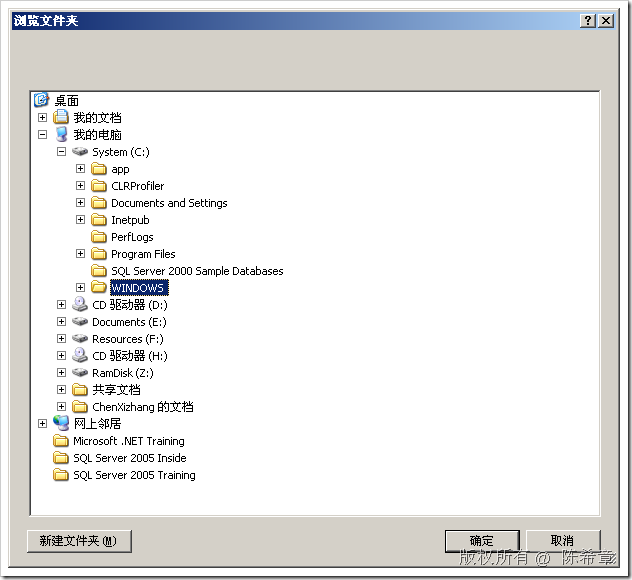 浏览文件夹
桌面
我的文档
我的电脑
System (C:)
app
CLRProfiler
Documents and Settings
Inetpub
PerfLogs
Program Files
SQL Server 2000 Sample Databases
WINDOWS
CD 驱动器 (D:)
Documents (E:)
Resources (F:)
CD 驱动器 (H:)
RamDisk (Z:)
共享文档
ChenXizhang 的文档
网上邻居
Microsoft .NET Training
SQL Server 2005 Inside
SQL Server 2005 Training
新建文件夹(M) 确定 取消
版权所有 @ 陈希章